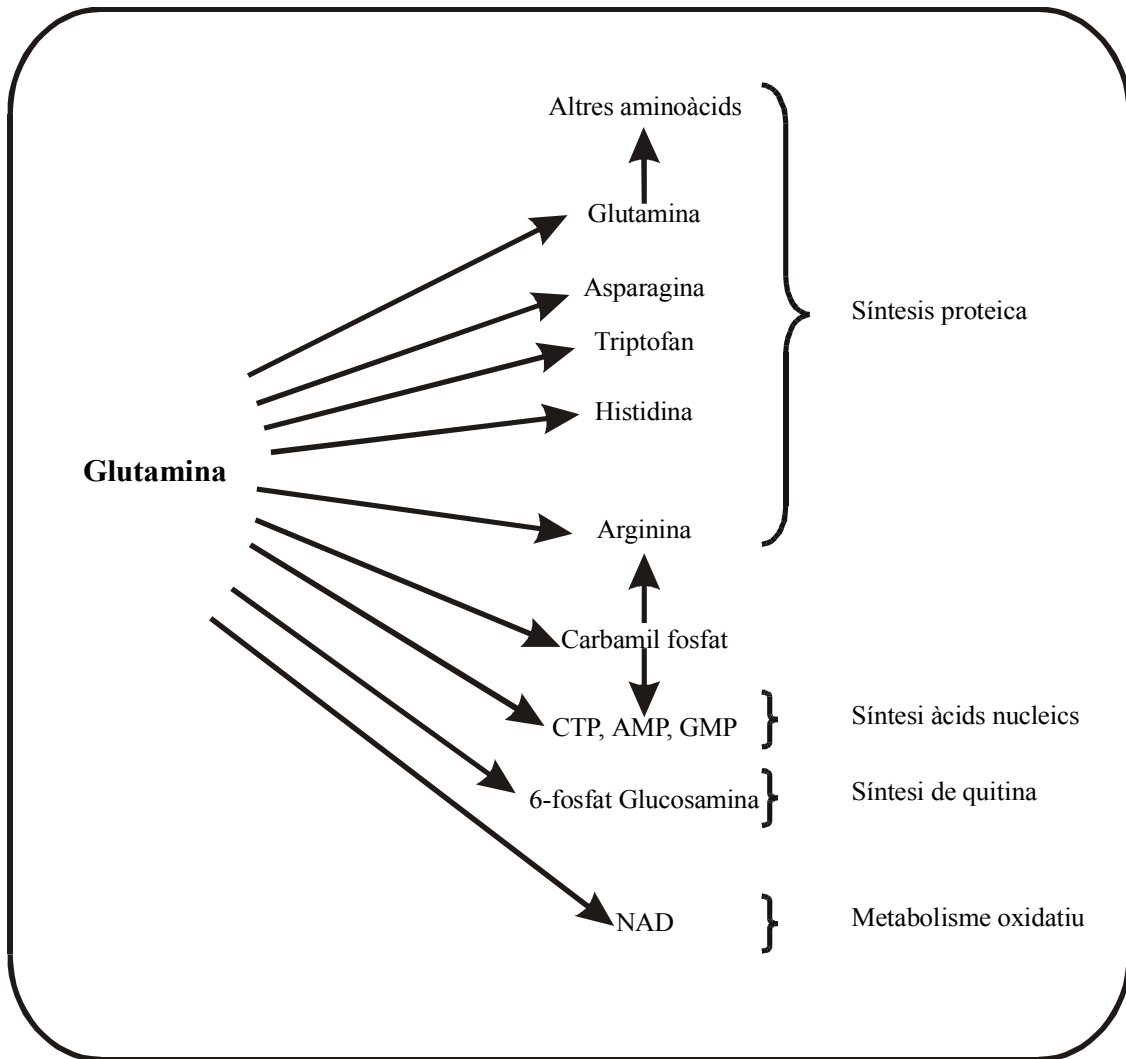 Altres aminoàcids
Glutamina
Asparagina
Síntesis proteica
Triptofan
Histidina
Glutamina
Arginina
Carbamil fosfat
CTP, AMP, GMP
Síntesi àcids nucleics
6-fosfat Glucosamina
Síntesi de quitina
NAD
Metabolisme oxidatiu